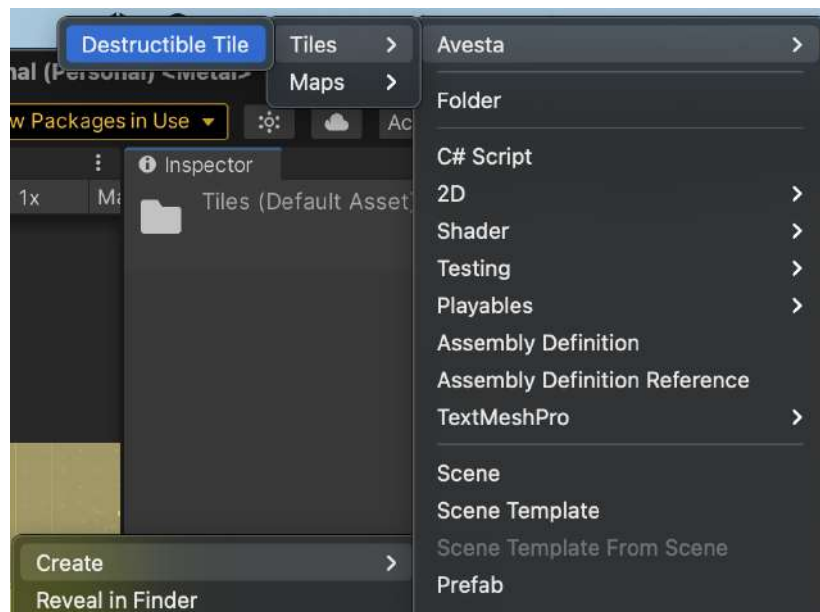 Destructible Tile
Tiles
Avesta
nal (Personal) <Metal>
Maps
Folder
w Packages in Use
Ac
C# Script
Inspector
2D
1x
Ma
Tiles (Default Asset)
Shader
Testing
Playables
Assembly Definition
Assembly Definition Reference
TextMeshPro
Scene
Scene Template
Scene Template From Scene
Create
Prefab
Reveal in Finder